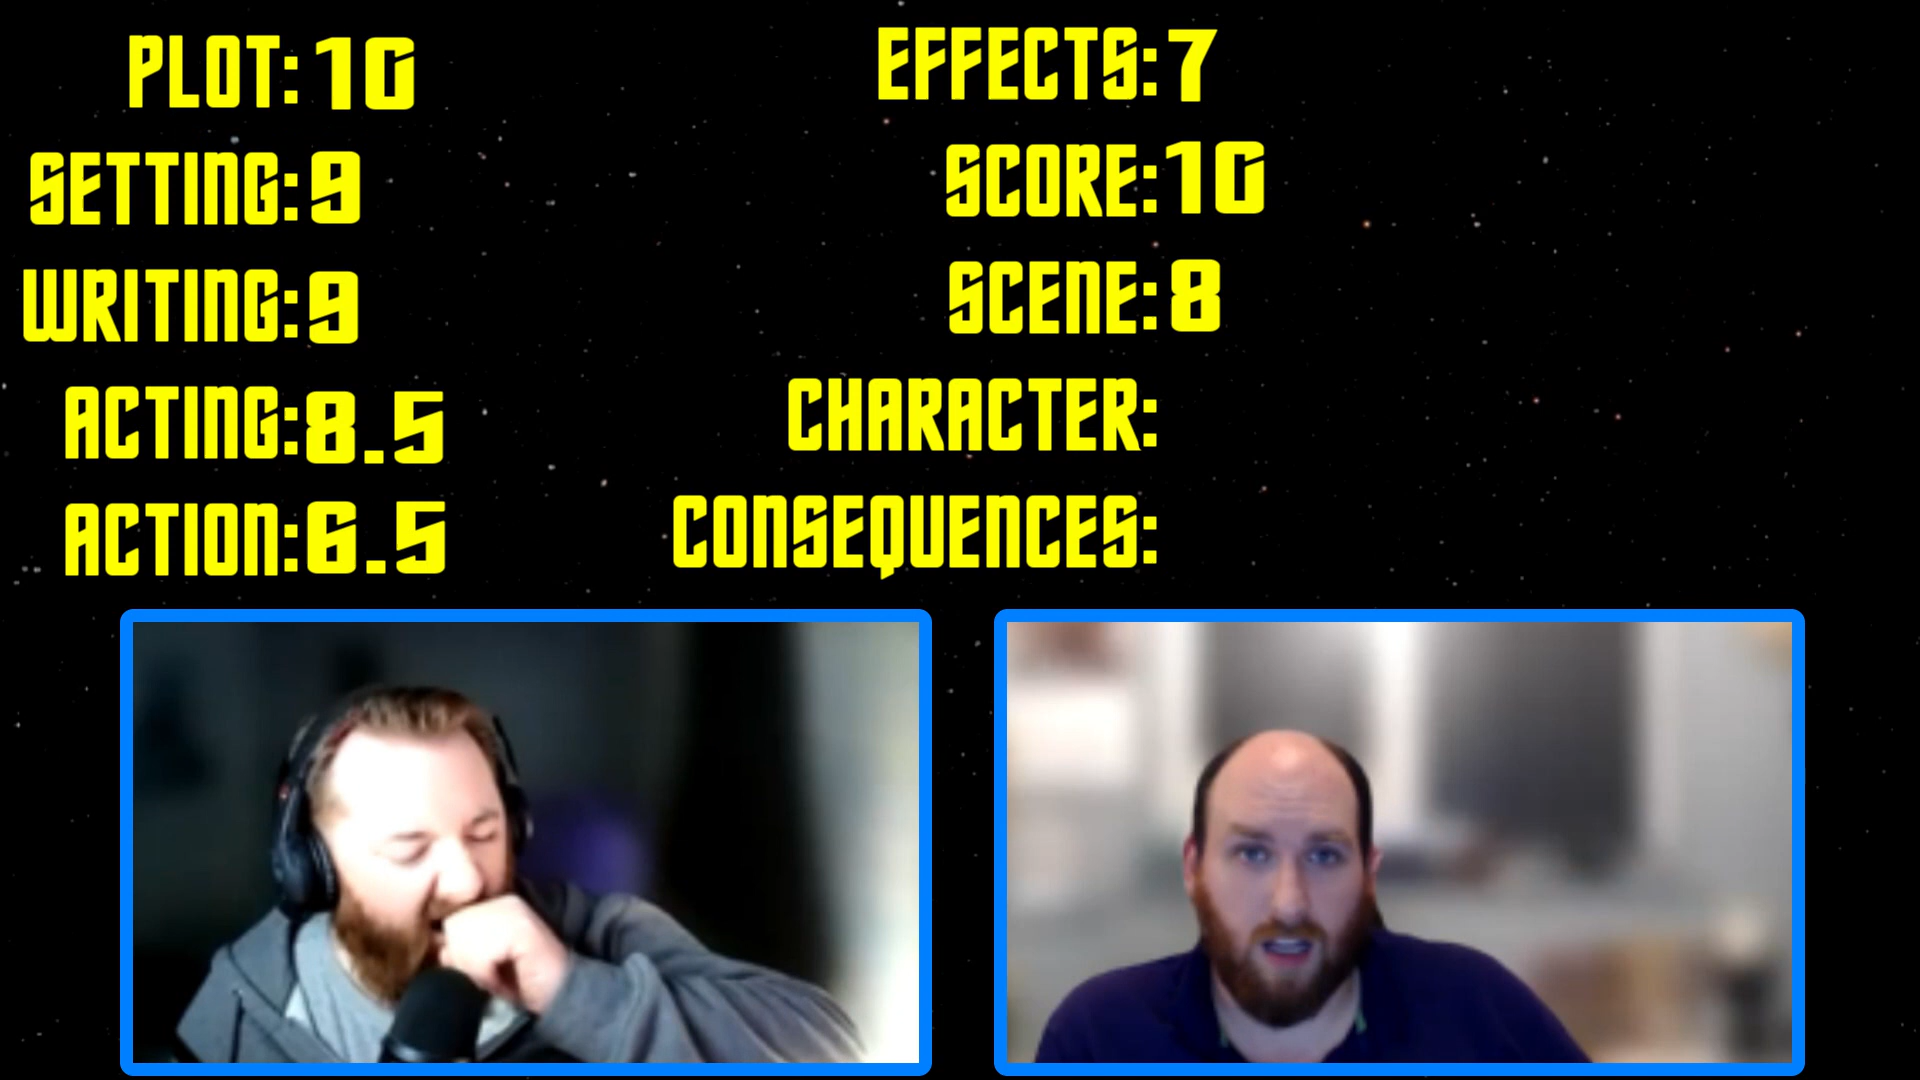 PLOT: 10
SETTING: 9
WRITING: 9
ACTING: 8.5
ACTION: 6.5
EFFECTS: 7
SCORE: 10
SCENE: 8
CHARACTER:
CONSEQUENCES: